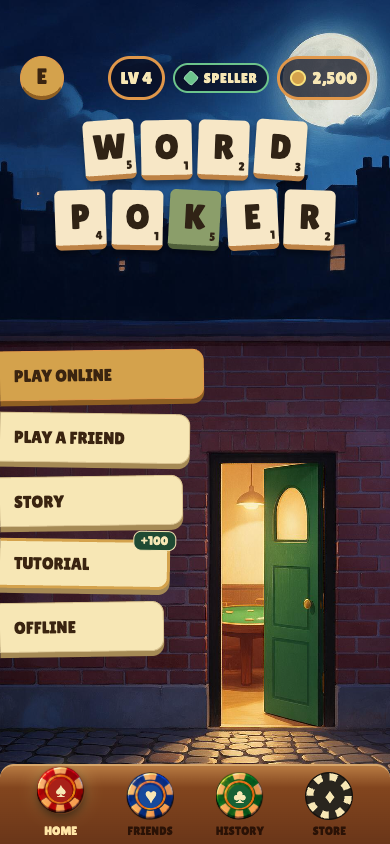 E
LV 4
SPELLER
2,500
W5 O1 R2 D3
P4 O1 K5 E1 R2
PLAY ONLINE
PLAY A FRIEND
STORY
+100
TUTORIAL
OFFLINE
HOME
FRIENDS
HISTORY
STORE